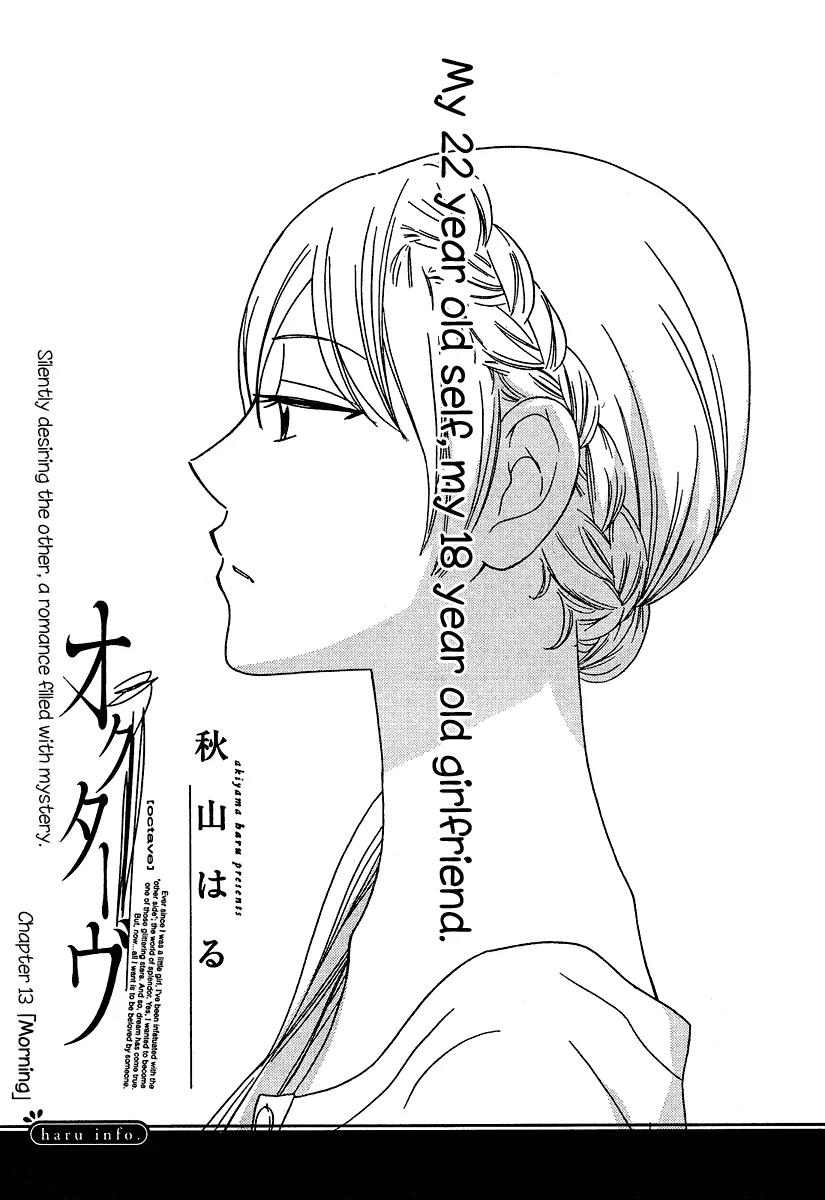 My 22 year old self, my 18 year old girlfriend.
Silently desiring the other, a romance filled with mystery.
オクターヴ
[octave]
秋山はる
akiyama haru presents
Ever since I was a little girl, I've been infatuated with the
"other side"; the world of splendor. Yes, I wanted to become
one of those glittering stars. And so, dream has come true.
But, now...all I want is to be beloved by someone.
Chapter 13 「Morning」
haru info.